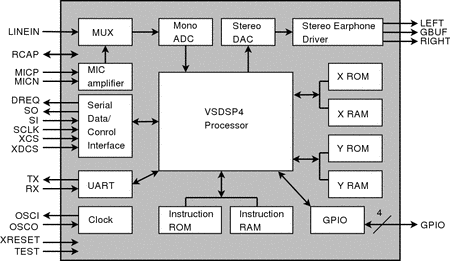 LINEIN
RCAP
MICP
MICN
DREQ
SO
SI
SCLK
XCS
XDCS
TX
RX
OSCI
OSCO
XRESET
TEST
MUX
Mono
ADC
Stereo
DAC
Stereo Earphone
Driver
LEFT
GBUF
RIGHT
MIC
amplifier
Serial
Data/
Conrol
Interface
VSDSP4
Processor
X ROM
X RAM
Y ROM
Y RAM
UART
Clock
Instruction
ROM
Instruction
RAM
GPIO
4
GPIO